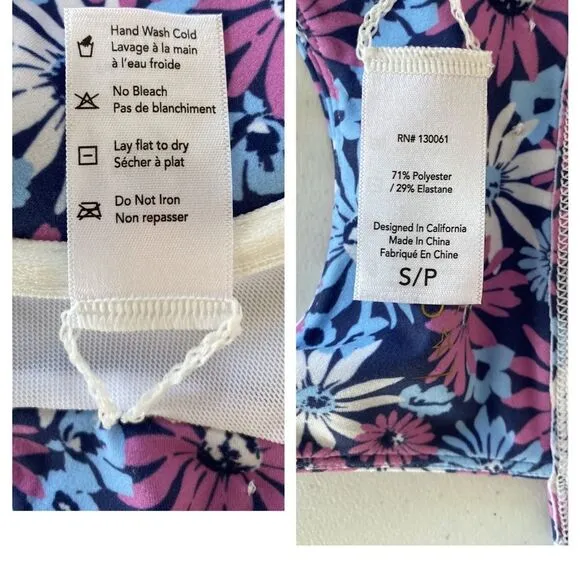 Hand Wash Cold
Lavage à la main
à l'eau froide
No Bleach
Pas de blanchiment
Lay flat to dry
Sécher à plat
Do Not Iron
Non repasser
RN# 130061
71% Polyester
/ 29% Elastane
Designed In California
Made In China
Fabriqué En Chine
S/P